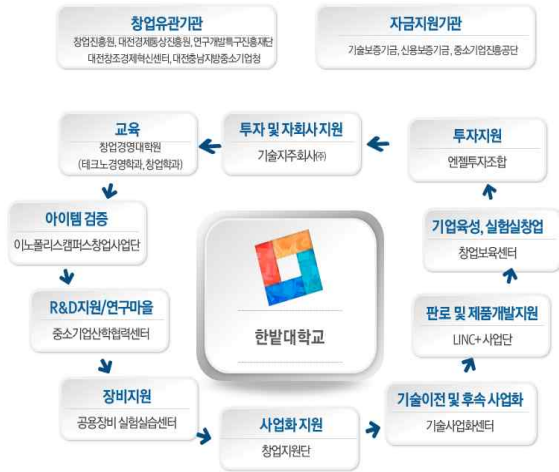 창업유관기관
창업진흥원, 대전경제통상진흥원, 연구개발특구진흥재단
대전창조경제혁신센터, 대전충남지방중소기업청
자금지원기관
기술보증기금, 신용보증기금, 중소기업진흥공단
교육
창업경영대학원
(테크노경영학과, 창업학과)
투자 및 자회사 지원
기술지주회사㈜
투자지원
엔젤투자조합
아이템 검증
이노폴리스캠퍼스창업사업단
기업육성, 실험실창업
창업보육센터
R&D지원/연구마을
중소기업산학협력센터
한밭대학교
판로 및 제품개발지원
LINC+ 사업단
장비지원
공용장비 실험실습센터
사업화 지원
창업지원단
기술이전 및 후속 사업화
기술사업화센터